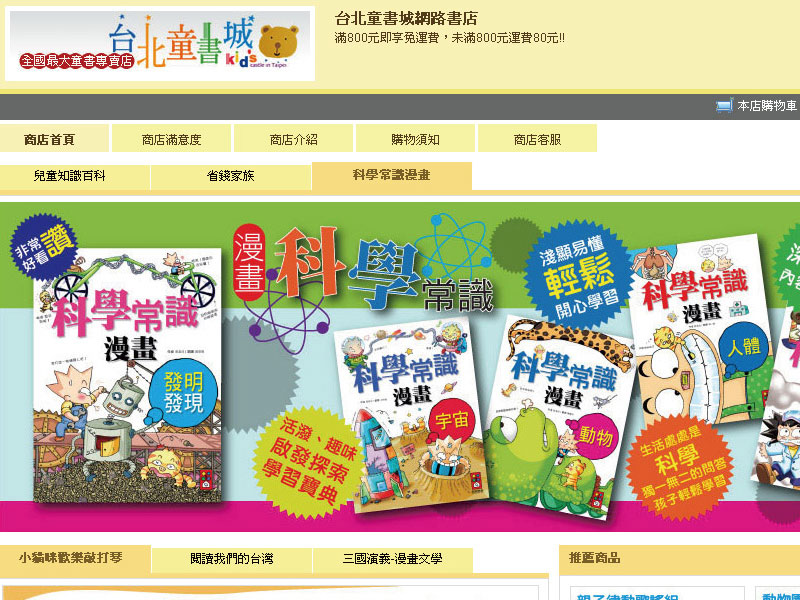 台北童書城
kid's
castle in Taipei
全國最大童書專賣店
台北童書城網路書店
滿800元即享免運費，未滿800元運費80元!!
本店購物車
商店首頁
商店滿意度
商店介紹
購物須知
商店客服
兒童知識百科
省錢家族
科學常識漫畫
非常
好看
讚
漫畫
科學
常識
淺顯易懂
輕鬆
開心學習
科學常識
漫畫
發明
發現
科學常識
漫畫
宇宙
科學常識
漫畫
動物
科學常識
漫畫
人體
活潑、趣味
啟發探索
學習寶典
生活處處是
科學
獨一無二的問答
孩子輕鬆學習
小貓咪歡樂敲打琴
閱讀我們的台灣
三國演義-漫畫文學
推薦商品